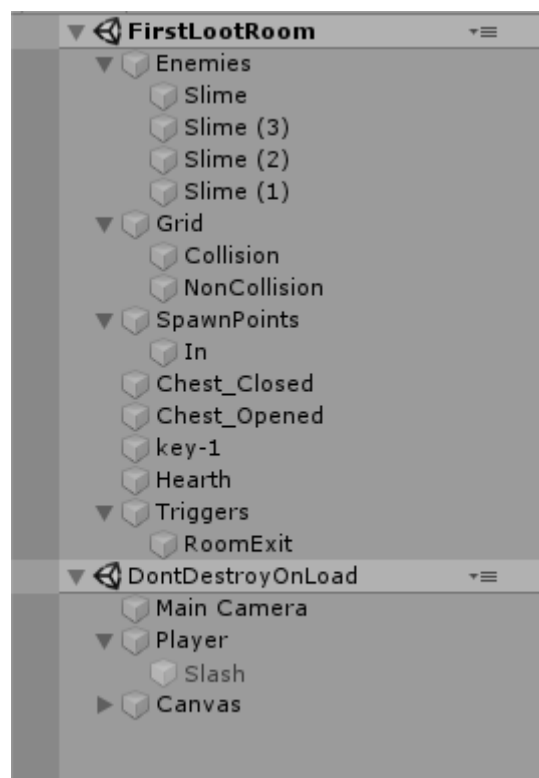 FirstLootRoom
Enemies
Slime
Slime (3)
Slime (2)
Slime (1)
Grid
Collision
NonCollision
SpawnPoints
In
Chest_Closed
Chest_Opened
key-1
Hearth
Triggers
RoomExit
DontDestroyOnLoad
Main Camera
Player
Slash
Canvas